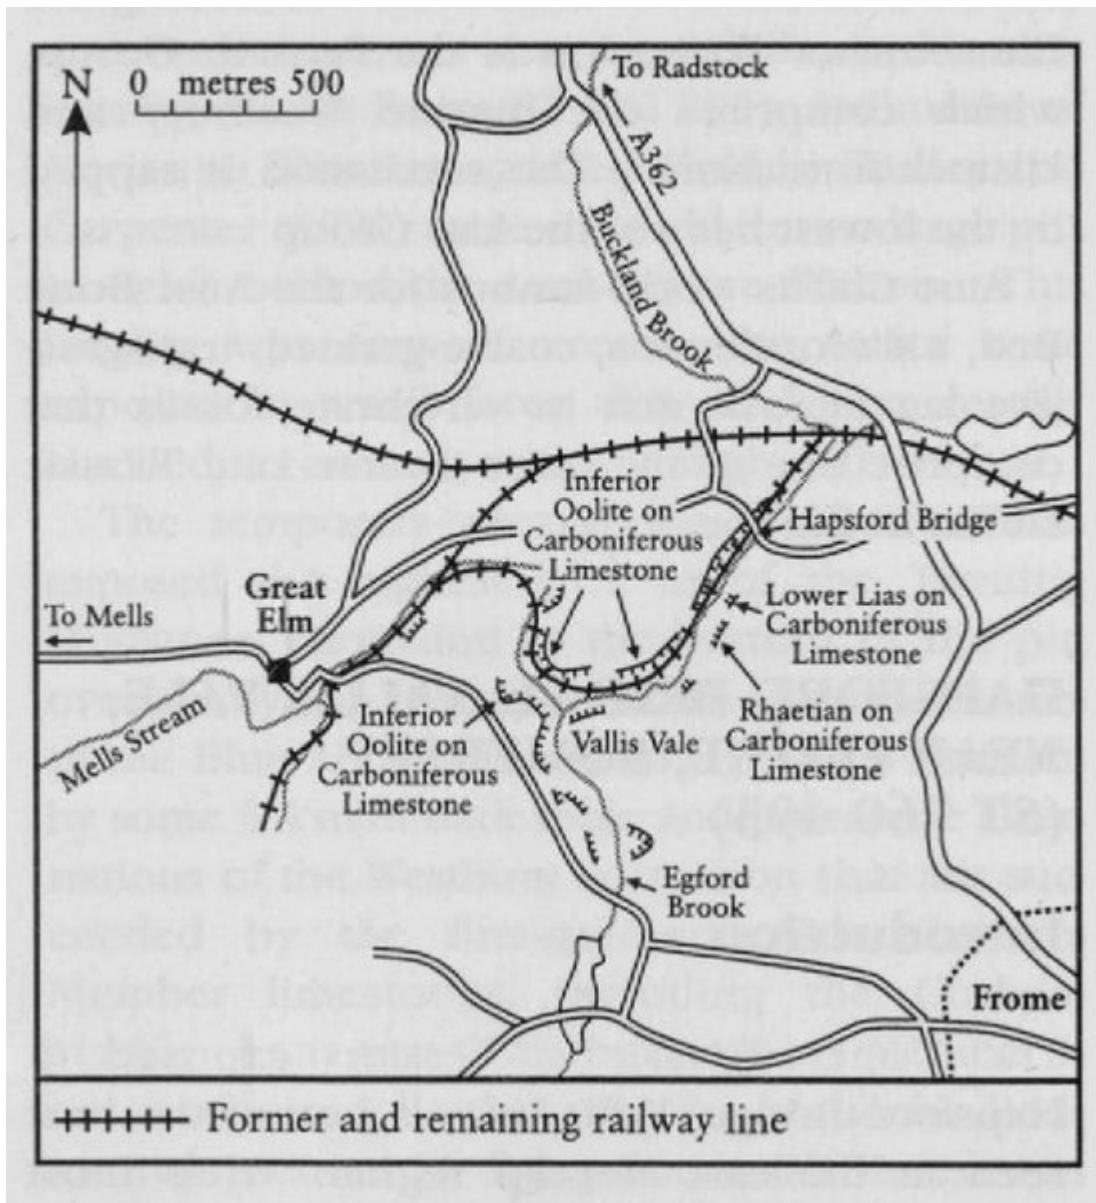 N
0 metres 500
To Radstock
A362
Buckland Brook
Inferior
Oolite on
Carboniferous
Limestone
Hapsford Bridge
Great
Elm
To Mells
Lower Lias on
Carboniferous
Limestone
Mells Stream
Inferior
Oolite on
Carboniferous
Limestone
Vallis Vale
Rhaetian on
Carboniferous
Limestone
Egford
Brook
Frome
Former and remaining railway line